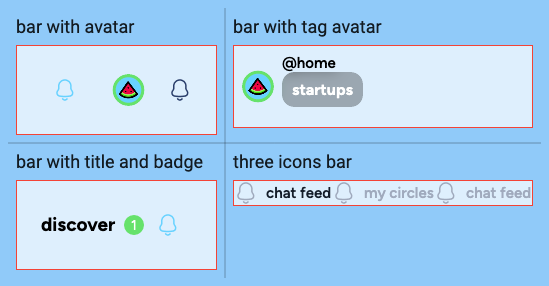 bar with avatar
bar with tag avatar
@home
startups
bar with title and badge
discover 1
three icons bar
chat feed my circles chat feed